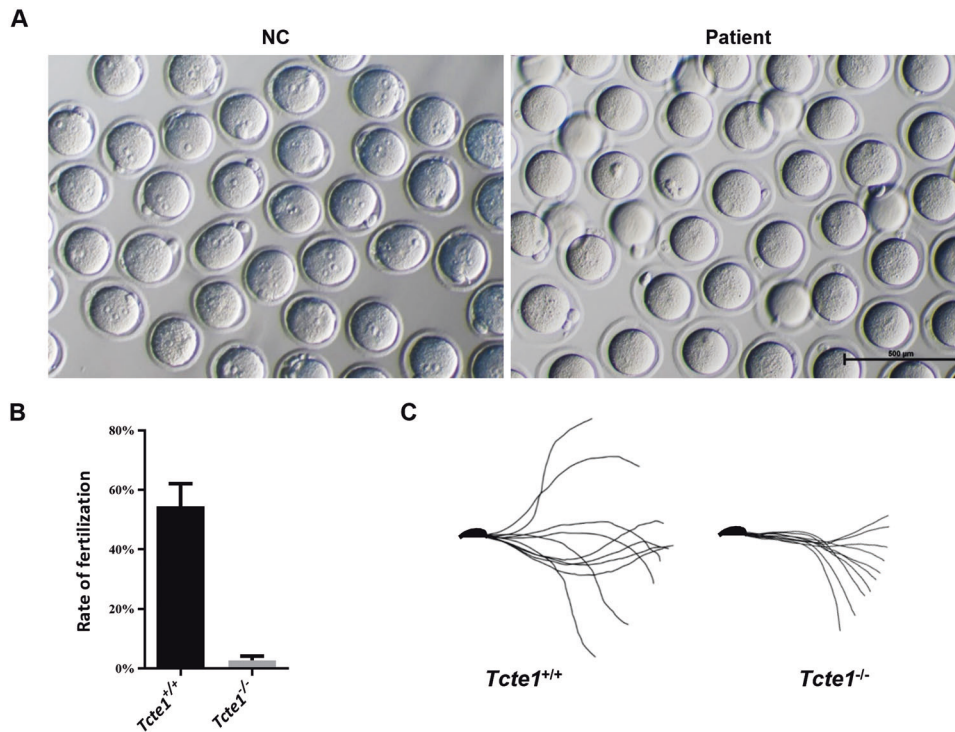 A
NC
Patient
500 µm
B
C
80%
60%
40%
20%
0%
Rate of fertilization
Tcte1+/+
Tcte1-/-
Tcte1+/+
Tcte1-/-